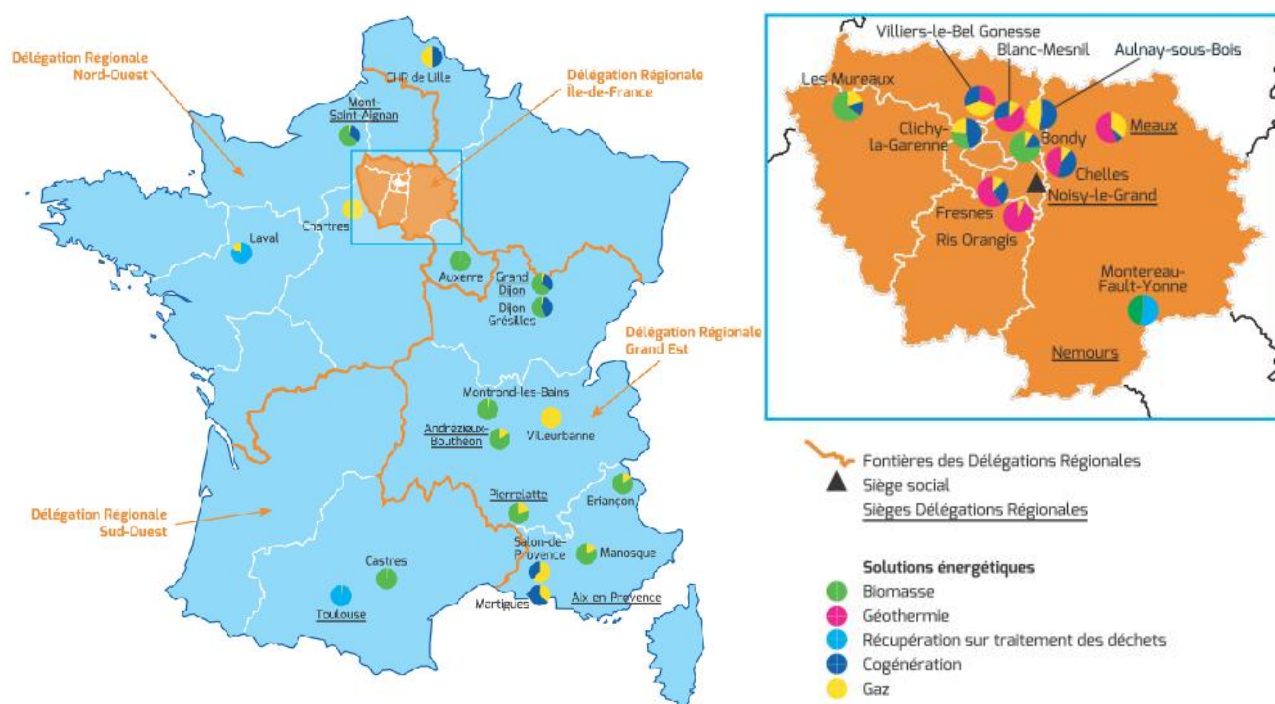 Délégation Régionale
Nord-Ouest
CHR de Lille
Délégation Régionale
Île-de-France
Mont-
Saint-Aignan
Chartres
Laval
Auxerre
Grand
Dijon
Dijon
Grésilles
Délégation Régionale
Grand Est
Montrond-les-Bains
Andrézieux-
Bouthéon
Villeurbanne
Pierrelatte
Briançon
Délégation Régionale
Sud-Ouest
Salon-de-
Provence
Manosque
Castres
Toulouse
Martigues
Aix en Provence
Villiers-le-Bel Gonesse
Blanc-Mesnil
Aulnay-sous-Bois
Les Mureaux
Clichy-
la-Garenne
Bondy
Meaux
Chelles
Noisy-le-Grand
Fresnes
Ris Orangis
Montereau-
Fault-Yonne
Nemours
Fontières des Délégations Régionales
Siège social
Sièges Délégations Régionales
Solutions énergétiques
Biomasse
Géothermie
Récupération sur traitement des déchets
Cogénération
Gaz